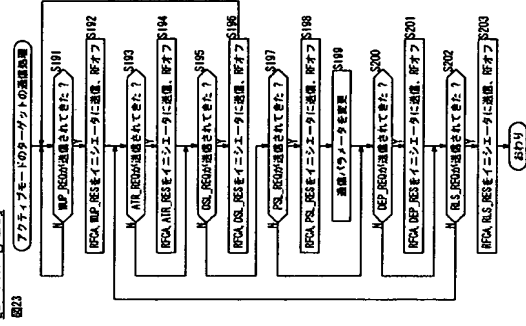 図23
アクティブモードのターゲットの通信処理
S191
WUP_REQが送信されてきた？
N
Y
S192
RFCA,WUP_RESをイニシエータに送信、RFオフ
S193
ATR_REQが送信されてきた？
N
Y
S194
RFCA,ATR_RESをイニシエータに送信、RFオフ
S195
DSL_REQが送信されてきた？
N
Y
S196
RFCA,DSL_RESをイニシエータに送信、RFオフ
S197
PSL_REQが送信されてきた？
N
Y
S198
RFCA,PSL_RESをイニシエータに送信、RFオフ
S199
通信パラメータを変更
S200
DEP_REQが送信されてきた？
N
Y
S201
RFCA,DEP_RESをイニシエータに送信、RFオフ
S202
RLS_REQが送信されてきた？
N
Y
S203
RFCA,RLS_RESをイニシエータに送信、RFオフ
おわり